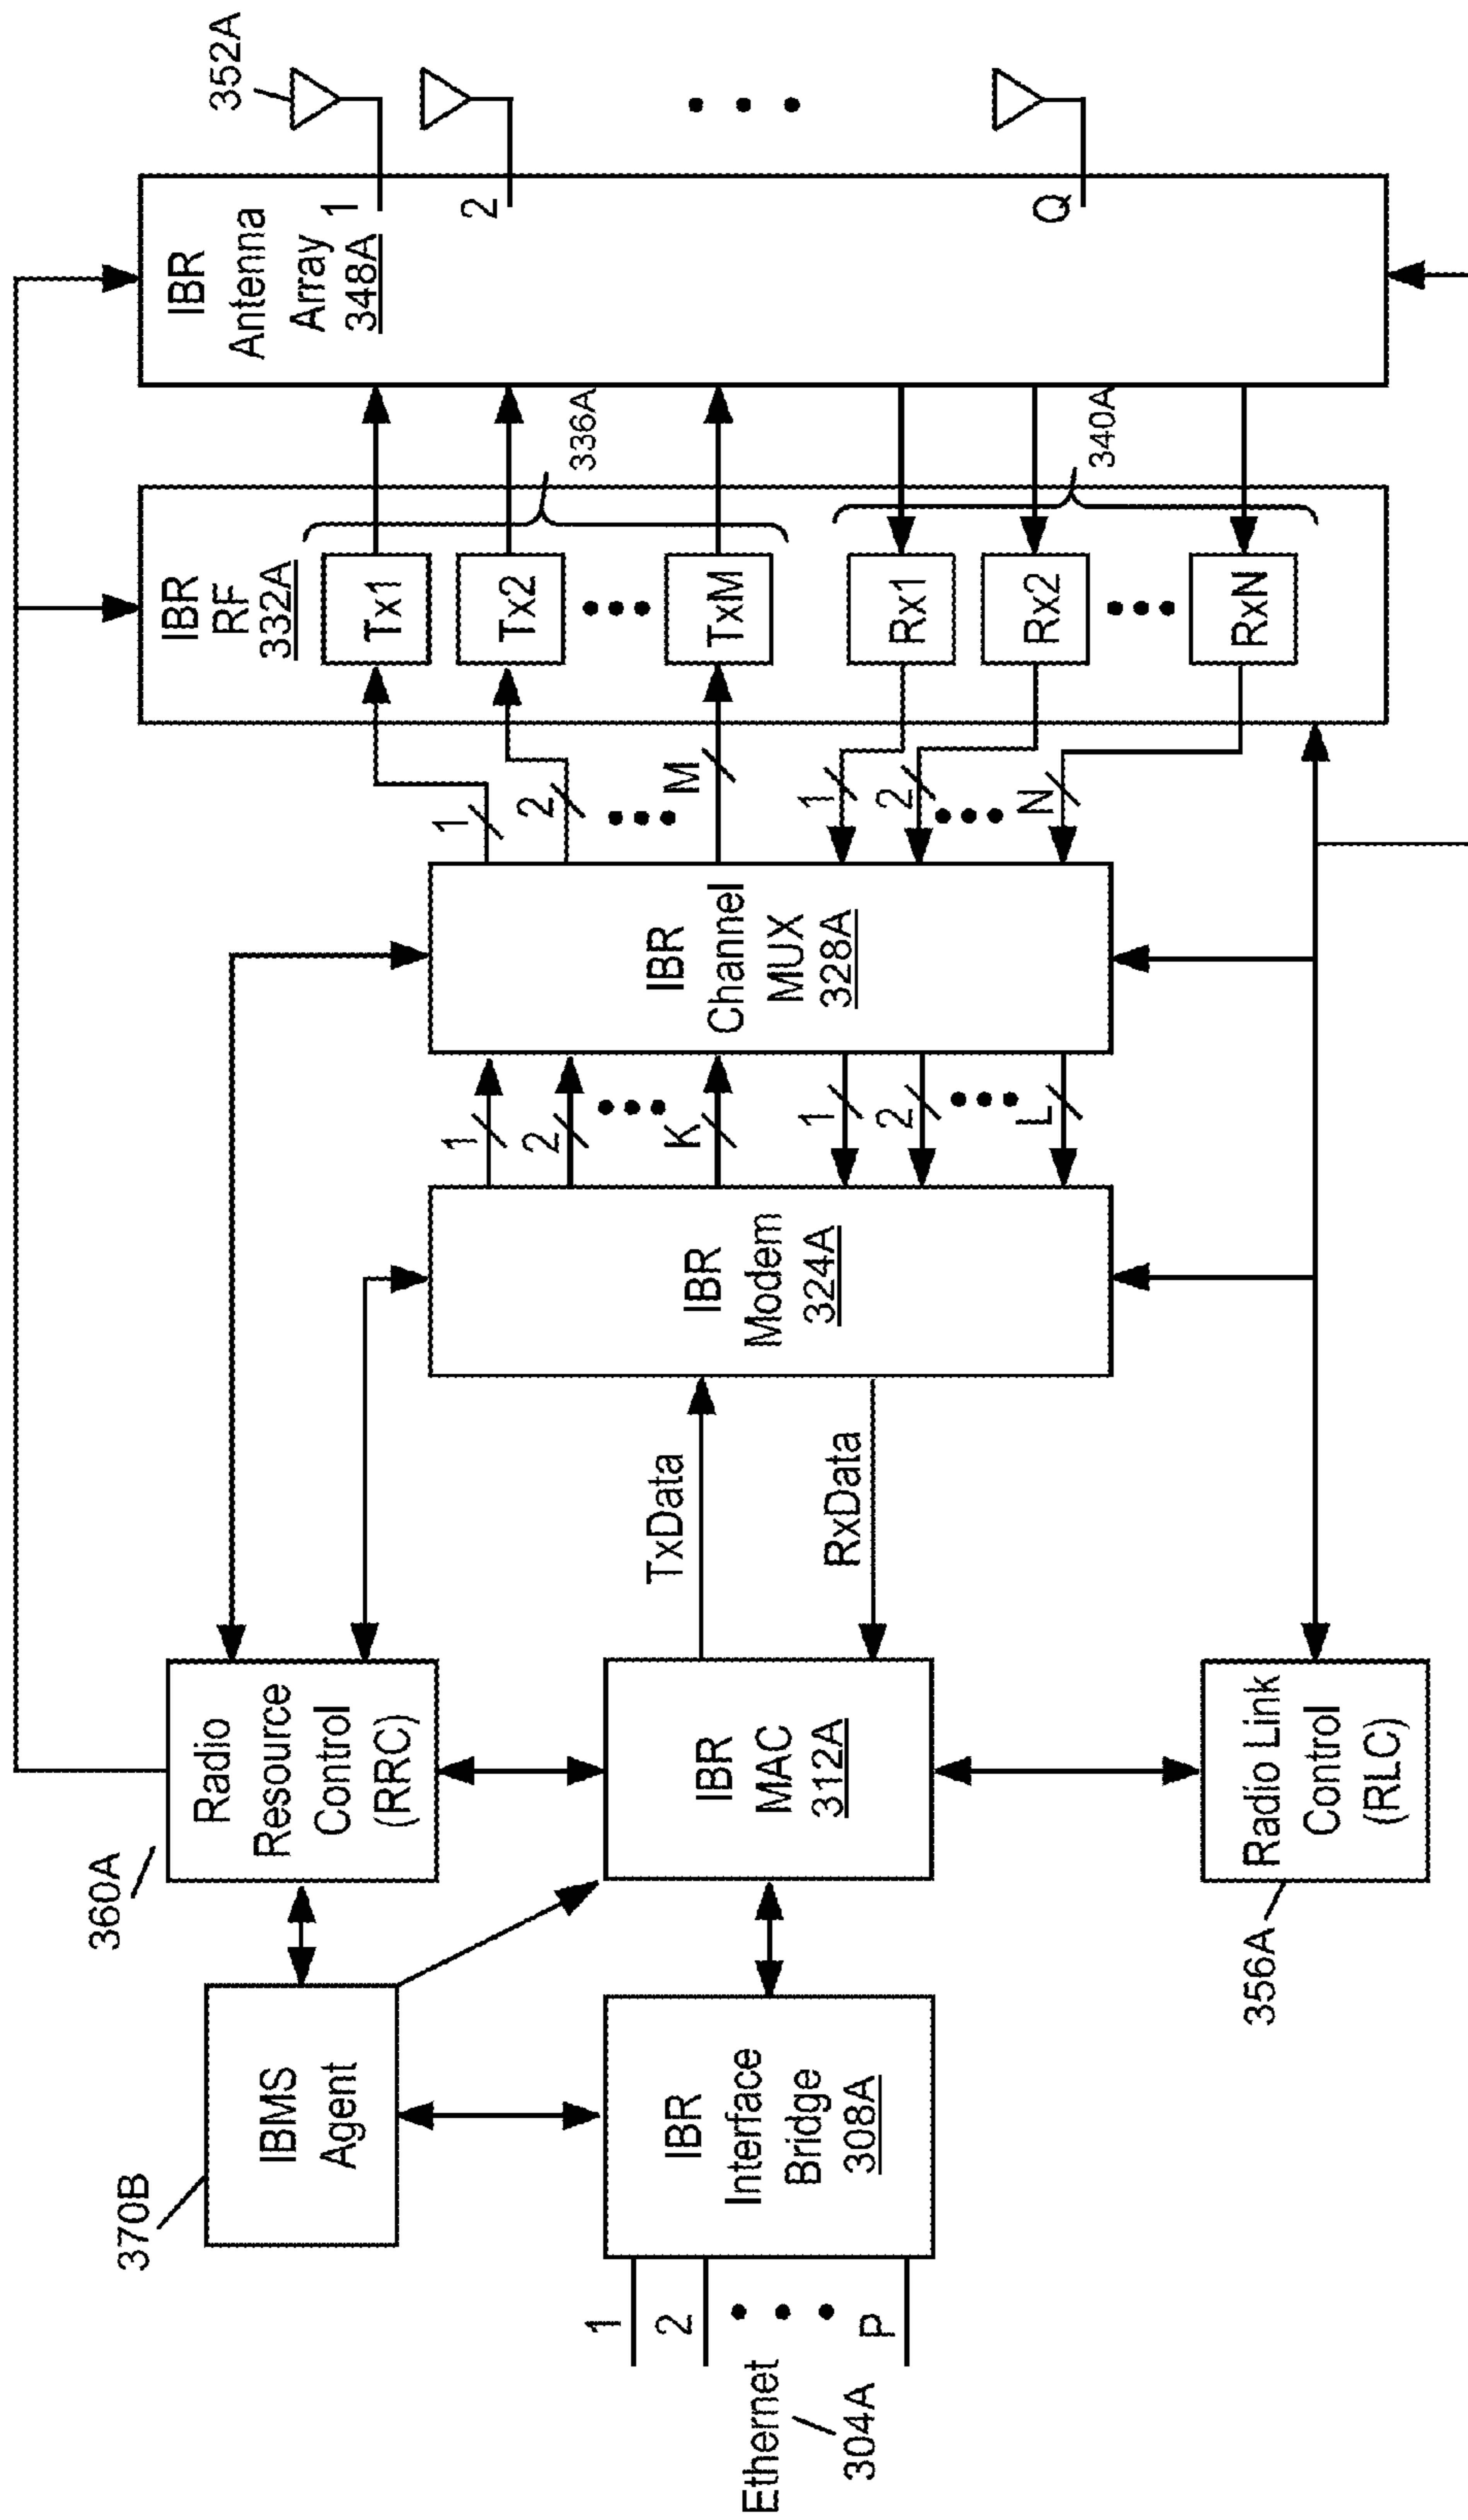 360A
Radio
Resource
Control
(RRC)
370B
IBMS
Agent
Ethernet
304A
1
2
P
IBR
Interface
Bridge
308A
IBR
MAC
312A
TxData
RxData
356A
Radio Link
Control
(RLC)
IBR
Modem
324A
1
2
K
1
2
L
IBR
Channel
MUX
328A
1
2
M
1
2
N
IBR
RF
332A
Tx1
Tx2
TxM
336A
Rx1
Rx2
RxN
340A
IBR
Antenna
Array
348A
1
2
Q
352A